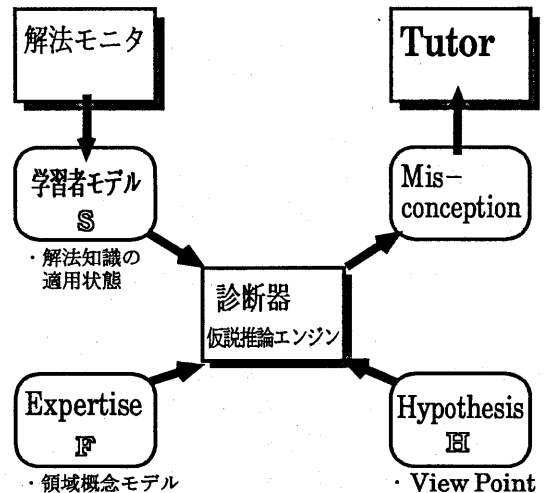 解法モニタ
Tutor
学習者モデル
S
・解法知識の
適用状態
Mis-
conception
診断器
仮説推論エンジン
Expertise
F
・領域概念モデル
Hypothesis
H
・View Point